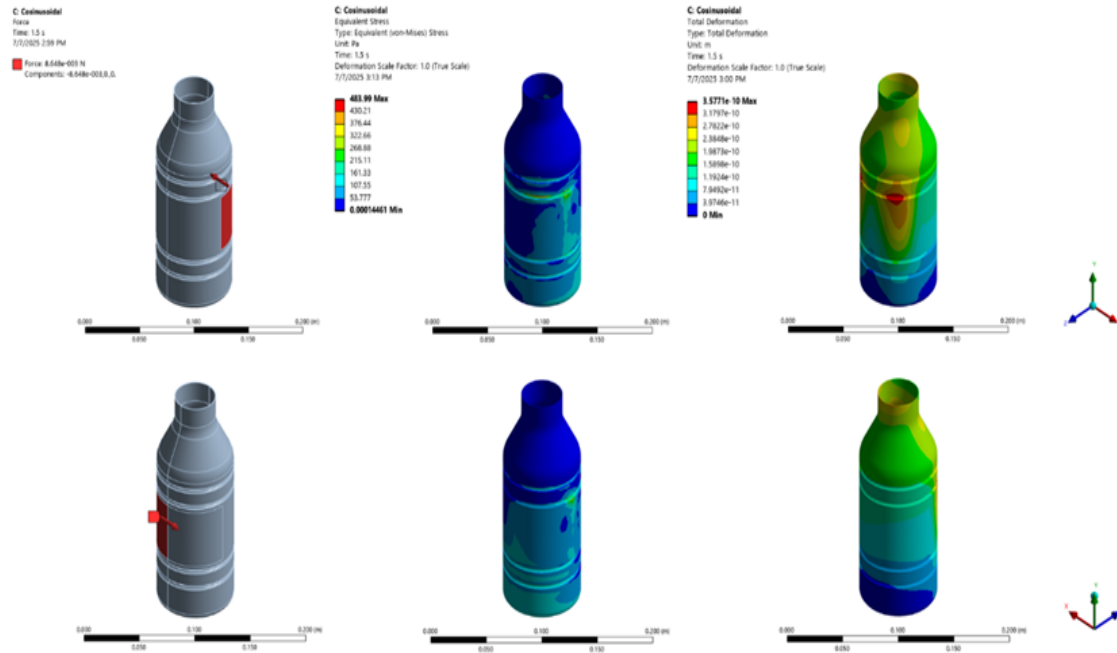 C: Cosinusoidal
Force
Time: 1.5 s
7/7/2025 2:59 PM
Force: 8.648e-003 N
Components: -8.648e-003,0.,0.
0.000
0.100
0.200 (m)
0.050
0.150
C: Cosinusoidal
Equivalent Stress
Type: Equivalent (von-Mises) Stress
Unit: Pa
Time: 1.5 s
Deformation Scale Factor: 1.0 (True Scale)
7/7/2025 3:13 PM
483.99 Max
430.21
376.44
322.66
268.88
215.11
161.33
107.55
53.777
0.00014461 Min
0.000
0.100
0.200 (m)
0.050
0.150
C: Cosinusoidal
Total Deformation
Type: Total Deformation
Unit: m
Time: 1.5 s
Deformation Scale Factor: 1.0 (True Scale)
7/7/2025 3:00 PM
3.5771e-10 Max
3.1797e-10
2.7822e-10
2.3848e-10
1.9873e-10
1.5898e-10
1.1924e-10
7.9492e-11
3.9746e-11
0 Min
0.000
0.100
0.200 (m)
0.050
0.150
Y
Z
0.000
0.100
0.200 (m)
0.050
0.150
0.000
0.100
0.200 (m)
0.050
0.150
0.000
0.100
0.200 (m)
0.050
0.150
Y
X